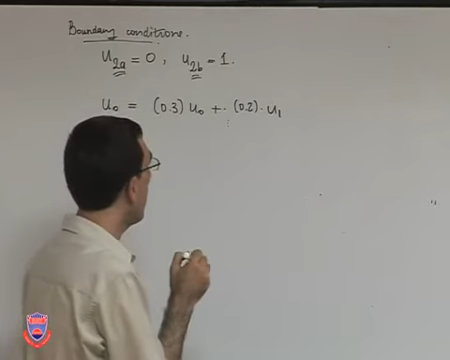 Boundary conditions.
u₂ₐ = 0 , u₂b = 1.
u₀ = (0.3) u₀ + (0.2) · u₁